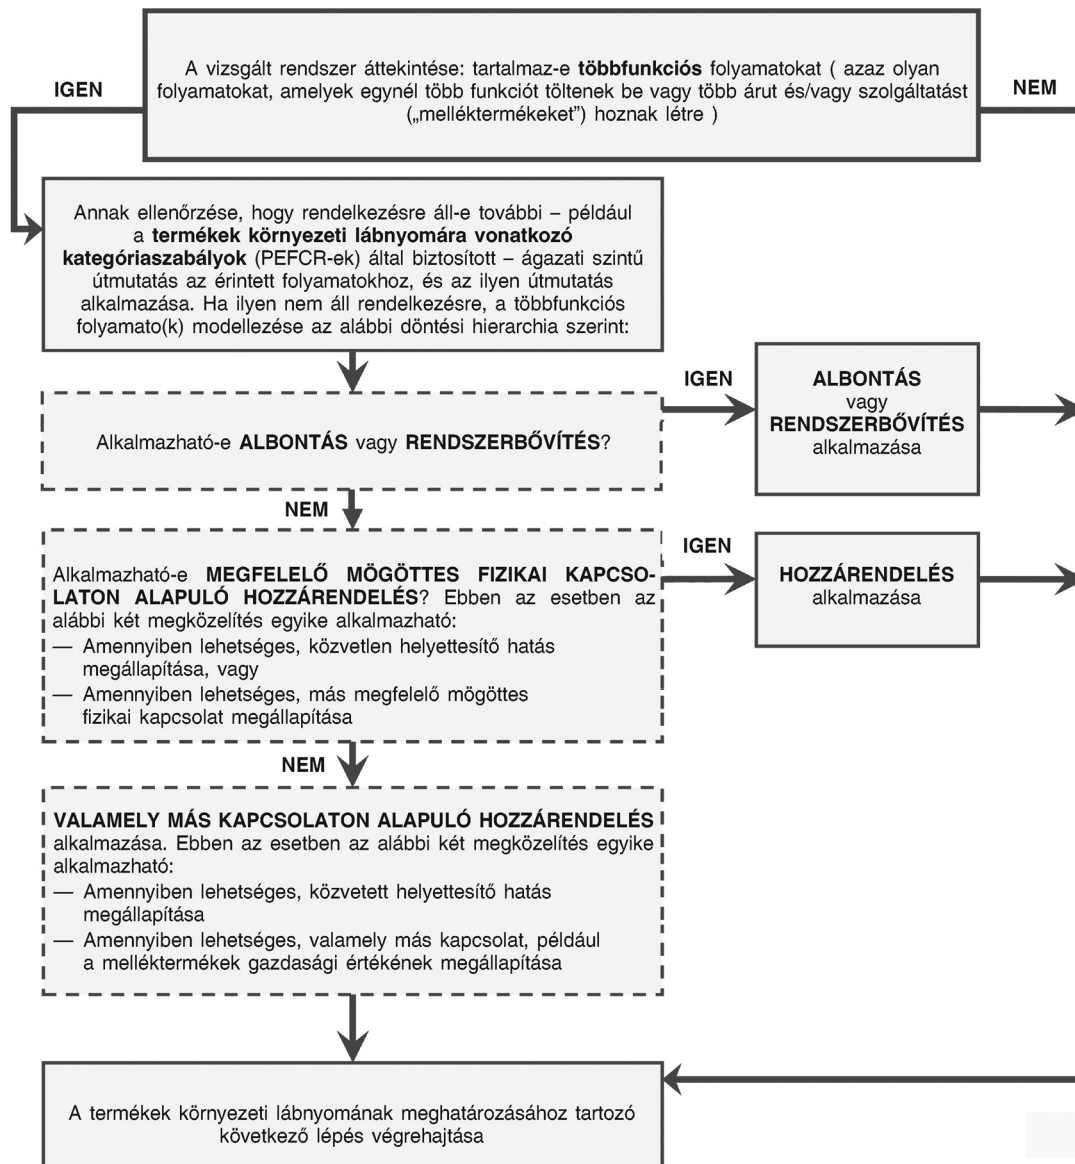 A vizsgált rendszer áttekintése: tartalmaz-e többfunkciós folyamatokat ( azaz olyan
folyamatokat, amelyek egynél több funkciót töltenek be vagy több árut és/vagy szolgáltatást
(„melléktermékeket”) hoznak létre )
IGEN
NEM
Annak ellenőrzése, hogy rendelkezésre áll-e további – például
a termékek környezeti lábnyomára vonatkozó
kategóriaszabályok (PEFCR-ek) által biztosított – ágazati szintű
útmutatás az érintett folyamatokhoz, és az ilyen útmutatás
alkalmazása. Ha ilyen nem áll rendelkezésre, a többfunkciós
folyamato(k) modellezése az alábbi döntési hierarchia szerint:
Alkalmazható-e ALBONTÁS vagy RENDSZERBŐVÍTÉS?
IGEN
ALBONTÁS
vagy
RENDSZERBŐVÍTÉS
alkalmazása
NEM
Alkalmazható-e MEGFELELŐ MÖGÖTTES FIZIKAI KAPCSO-
LATON ALAPULÓ HOZZÁRENDELÉS? Ebben az esetben az
alábbi két megközelítés egyike alkalmazható:
— Amennyiben lehetséges, közvetlen helyettesítő hatás
megállapítása, vagy
— Amennyiben lehetséges, más megfelelő mögöttes
fizikai kapcsolat megállapítása
IGEN
HOZZÁRENDELÉS
alkalmazása
NEM
VALAMELY MÁS KAPCSOLATON ALAPULÓ HOZZÁRENDELÉS
alkalmazása. Ebben az esetben az alábbi két megközelítés egyike
alkalmazható:
— Amennyiben lehetséges, közvetett helyettesítő hatás
megállapítása
— Amennyiben lehetséges, valamely más kapcsolat, például
a melléktermékek gazdasági értékének megállapítása
A termékek környezeti lábnyomának meghatározásához tartozó
következő lépés végrehajtása